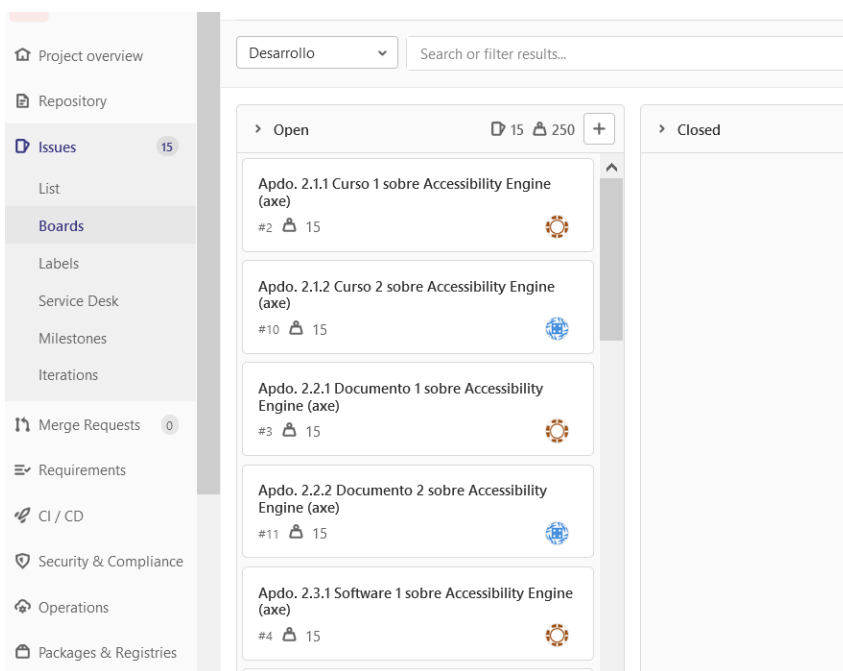 Project overview
Repository
Issues 15
List
Boards
Labels
Service Desk
Milestones
Iterations
Merge Requests 0
Requirements
CI / CD
Security & Compliance
Operations
Packages & Registries
Desarrollo
Search or filter results...
Open 15 250 +
Apdo. 2.1.1 Curso 1 sobre Accessibility Engine
(axe)
#2 15
Apdo. 2.1.2 Curso 2 sobre Accessibility Engine
(axe)
#10 15
Apdo. 2.2.1 Documento 1 sobre Accessibility
Engine (axe)
#3 15
Apdo. 2.2.2 Documento 2 sobre Accessibility
Engine (axe)
#11 15
Apdo. 2.3.1 Software 1 sobre Accessibility Engine
(axe)
#4 15
Closed